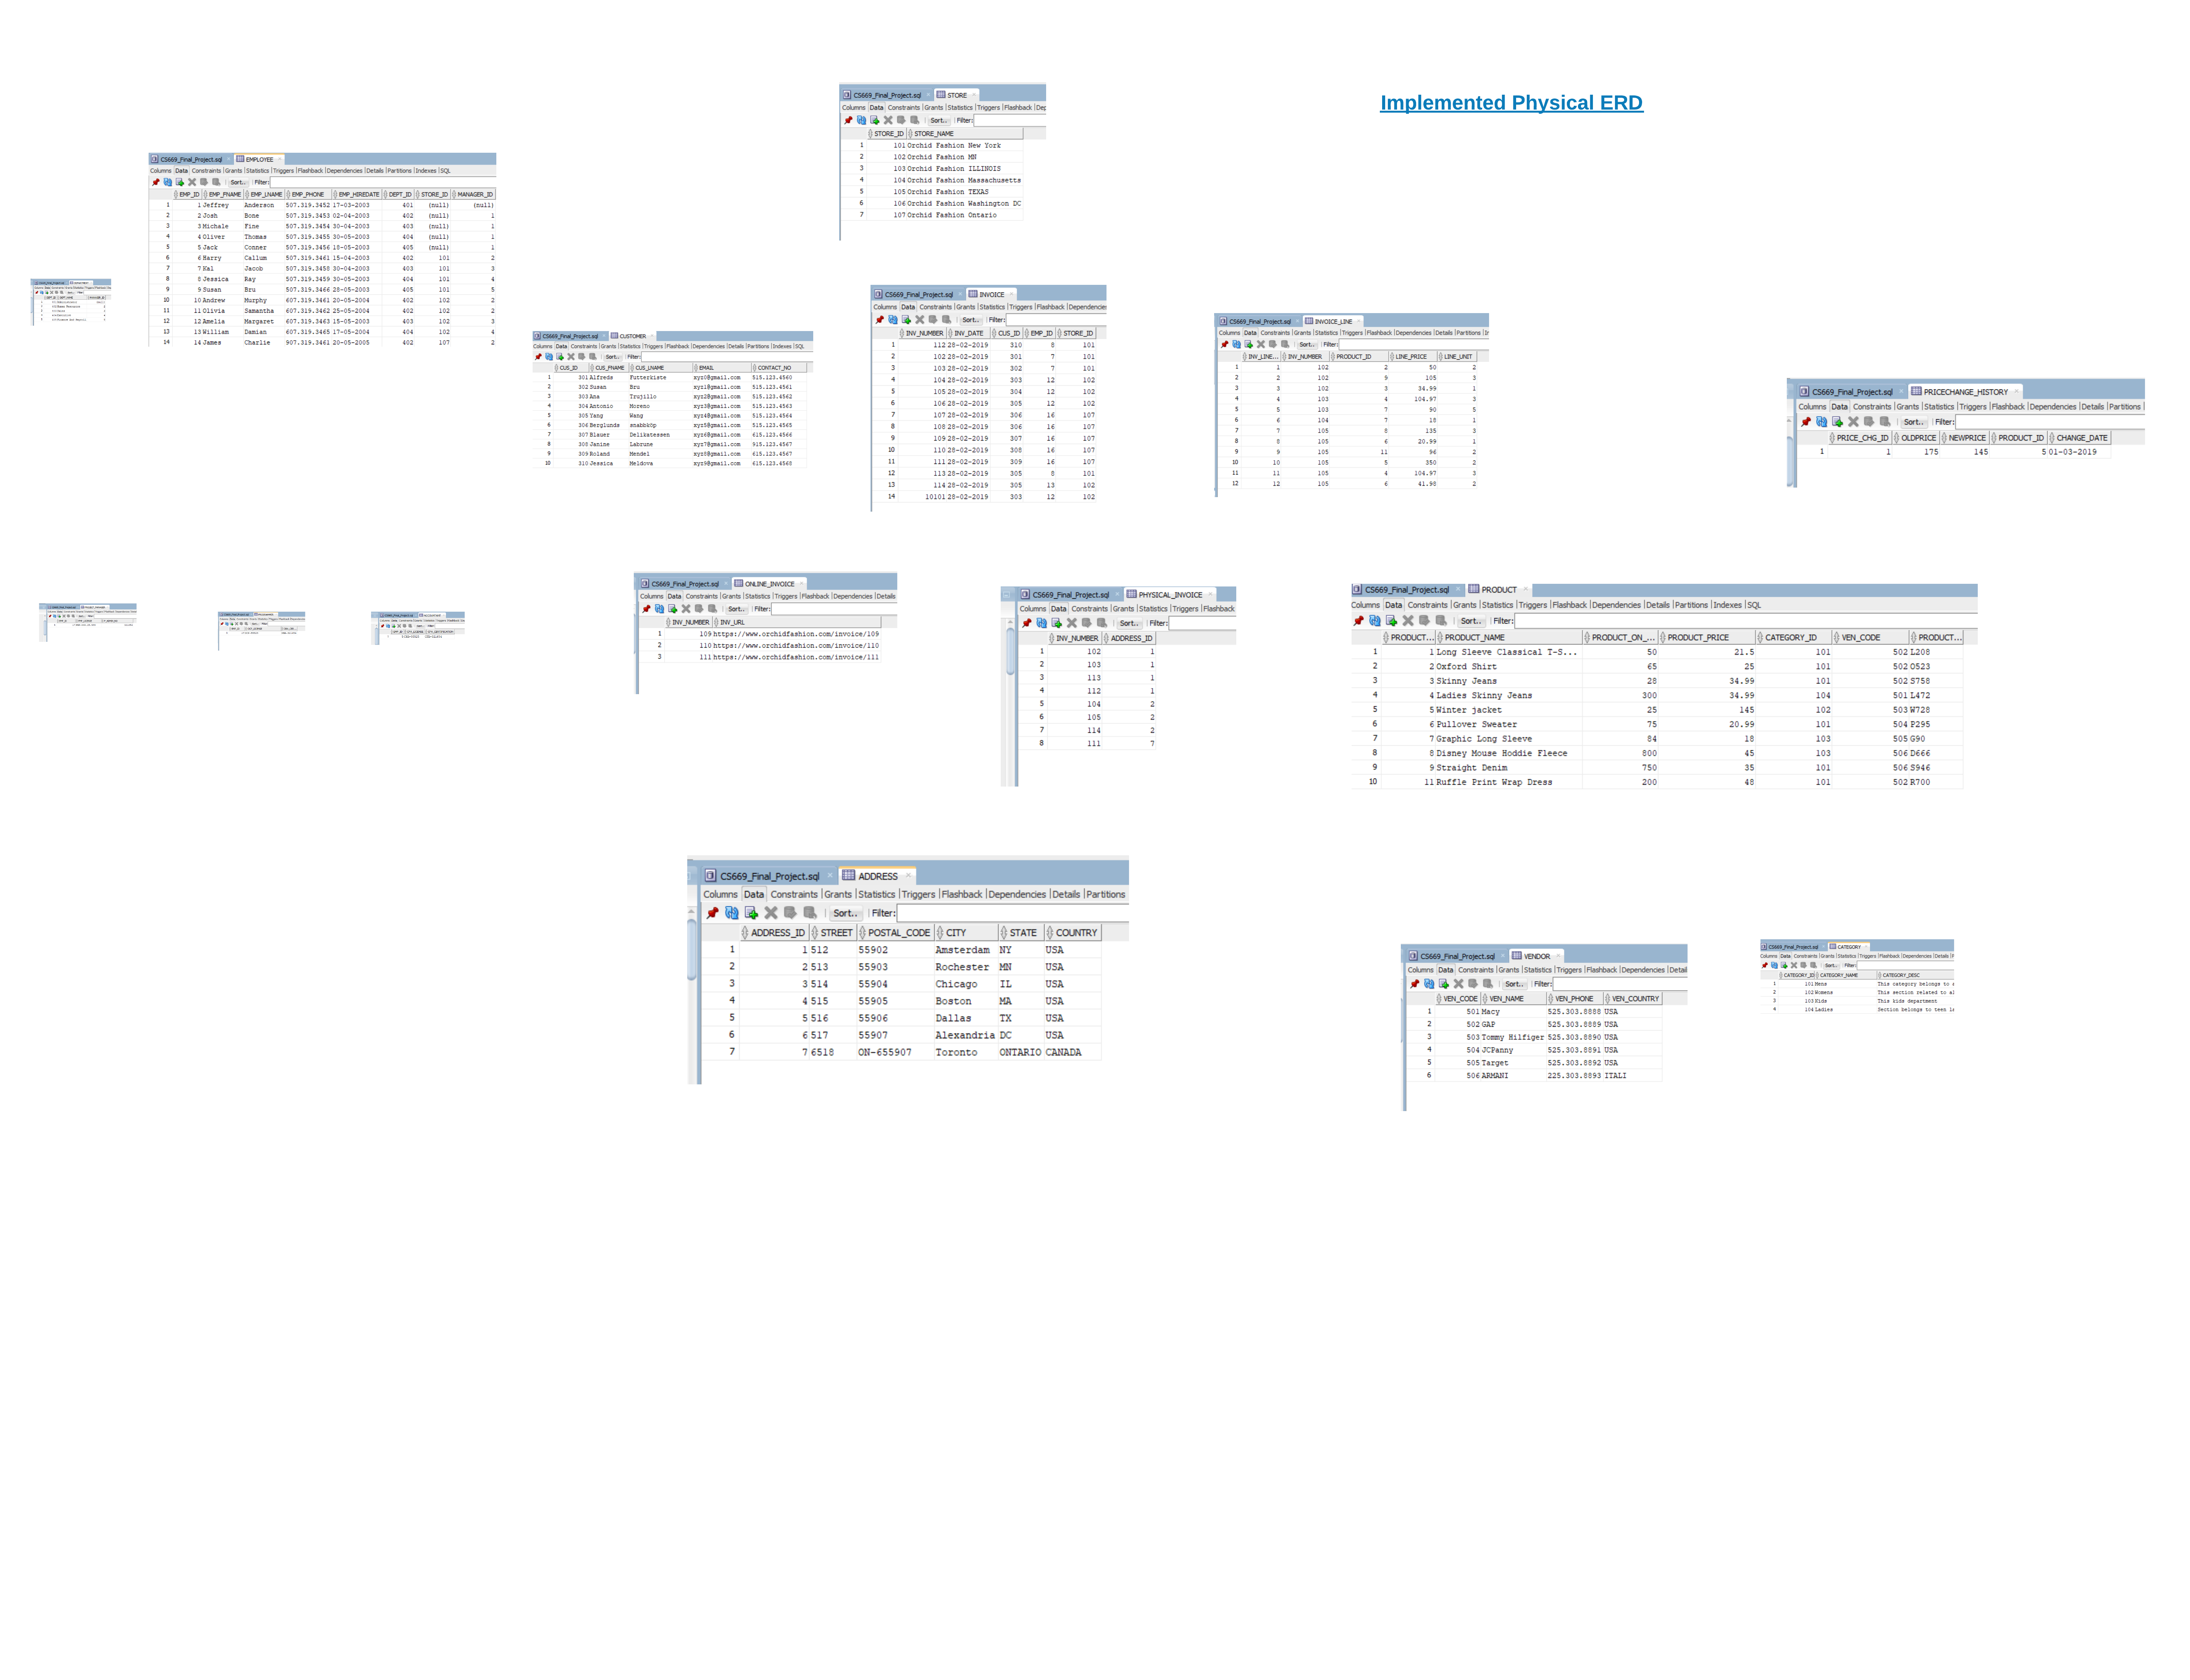 Implemented Physical ERD
CS669_Final_Project.sql STORE
Columns Data Constraints Grants Statistics Triggers Flashback
Sort.. Filter:
STORE_ID STORE_NAME
1 101 Orchid Fashion New York
2 102 Orchid Fashion MN
3 103 Orchid Fashion ILLINOIS
4 104 Orchid Fashion Massachusetts
5 105 Orchid Fashion TEXAS
6 106 Orchid Fashion Washington DC
7 107 Orchid Fashion Ontario
CS669_Final_Project.sql EMPLOYEE
Columns Data Constraints Grants Statistics Triggers Flashback Dependencies Details Partitions Indexes SQL
Sort.. Filter:
EMP_ID EMP_FNAME EMP_LNAME EMP_PHONE EMP_HIREDATE DEPT_ID STORE_ID MANAGER_ID
1 1 Jeffrey Anderson 507.319.3452 17-03-2003 401 (null) (null)
2 2 Josh Bone 507.319.3453 02-04-2003 402 (null) 1
3 3 Michale Fine 507.319.3454 30-04-2003 403 (null) 1
4 4 Oliver Thomas 507.319.3455 30-05-2003 404 (null) 1
5 5 Jack Conner 507.319.3456 18-05-2003 405 (null) 1
6 6 Harry Callum 507.319.3461 15-04-2003 402 101 2
7 7 Kal Jacob 507.319.3458 30-04-2003 403 101 3
8 8 Jessica Ray 507.319.3459 30-05-2003 404 101 4
9 9 Susan Bru 507.319.3466 28-05-2003 405 101 5
10 10 Andrew Murphy 607.319.3461 20-05-2004 402 102 2
11 11 Olivia Samantha 607.319.3462 25-05-2004 402 102 2
12 12 Amelia Margaret 607.319.3463 15-05-2003 403 102 3
13 13 William Damian 607.319.3465 17-05-2004 404 102 4
14 14 James Charlie 907.319.3461 20-05-2005 402 107 2
CS669_Final_Project.sql CUSTOMER
Columns Data Constraints Grants Statistics Triggers Flashback Dependencies Details Partitions Indexes SQL
Sort.. Filter:
CUS_ID CUS_FNAME CUS_LNAME EMAIL CONTACT_NO
1 301 Alfreds Futterkiste xyz0@gmail.com 515.123.4560
2 302 Susan Bru xyz1@gmail.com 515.123.4561
3 303 Ana Trujillo xyz2@gmail.com 515.123.4562
4 304 Antonio Moreno xyz3@gmail.com 515.123.4563
5 305 Yang Wang xyz4@gmail.com 515.123.4564
6 306 Berglunds snabbköp xyz5@gmail.com 515.123.4565
7 307 Blauer Delikatessen xyz6@gmail.com 615.123.4566
8 308 Janine Labrune xyz8@gmail.com 915.123.4567
9 309 Roland Mendel xyz8@gmail.com 615.123.4567
10 310 Jessica Meldova xyz9@gmail.com 615.123.4568
CS669_Final_Project.sql INVOICE
Columns Data Constraints Grants Statistics Triggers Flashback Dependencies
Sort.. Filter:
INV_NUMBER INV_DATE CUS_ID EMP_ID STORE_ID
1 112 28-02-2019 310 8 101
2 102 28-02-2019 301 7 101
3 103 28-02-2019 302 7 101
4 104 28-02-2019 303 12 102
5 105 28-02-2019 304 12 102
6 106 28-02-2019 305 12 102
7 107 28-02-2019 306 16 107
8 108 28-02-2019 306 16 107
9 109 28-02-2019 307 16 107
10 110 28-02-2019 308 16 107
11 111 28-02-2019 309 16 107
12 113 28-02-2019 305 8 101
13 114 28-02-2019 305 13 102
14 10101 28-02-2019 303 12 102
CS669_Final_Project.sql INVOICE_LINE
Columns Data Constraints Grants Statistics Triggers Flashback Dependencies Details Partitions
Sort.. Filter:
INV_LINE... INV_NUMBER PRODUCT_ID LINE_PRICE LINE_UNIT
1 1 102 2 50 2
2 2 102 9 105 3
3 3 102 3 34.99 1
4 4 103 4 104.97 3
5 5 103 7 90 5
6 6 104 7 18 1
7 7 105 8 135 3
8 8 105 6 20.99 1
9 9 105 11 96 2
10 10 105 5 350 2
11 11 105 4 104.97 3
12 12 105 6 41.98 2
CS669_Final_Project.sql PRICECHANGE_HISTORY
Columns Data Constraints Grants Statistics Triggers Flashback Dependencies Details Partitions
Sort.. Filter:
PRICE_CHG_ID OLDPRICE NEWPRICE PRODUCT_ID CHANGE_DATE
1 1 175 145 5 01-03-2019
CS669_Final_Project.sql ONLINE_INVOICE
Columns Data Constraints Grants Statistics Triggers Flashback Dependencies Details
Sort.. Filter:
INV_NUMBER INV_URL
1 109 https://www.orchidfashion.com/invoice/109
2 110 https://www.orchidfashion.com/invoice/110
3 111 https://www.orchidfashion.com/invoice/111
CS669_Final_Project.sql PHYSICAL_INVOICE
Columns Data Constraints Grants Statistics Triggers Flashback
Sort.. Filter:
INV_NUMBER ADDRESS_ID
1 102 1
2 103 1
3 113 1
4 112 1
5 104 2
6 105 2
7 114 2
8 111 7
CS669_Final_Project.sql PRODUCT
Columns Data Constraints Grants Statistics Triggers Flashback Dependencies Details Partitions Indexes SQL
Sort.. Filter:
PRODUCT... PRODUCT_NAME PRODUCT_ON_... PRODUCT_PRICE CATEGORY_ID VEN_CODE PRODUCT...
1 1 Long Sleeve Classical T-S... 50 21.5 101 502 L208
2 2 Oxford Shirt 65 25 101 502 O523
3 3 Skinny Jeans 28 34.99 101 502 S758
4 4 Ladies Skinny Jeans 300 34.99 104 501 L472
5 5 Winter jacket 25 145 102 503 W728
6 6 Pullover Sweater 75 20.99 101 504 P295
7 7 Graphic Long Sleeve 84 18 103 505 G90
8 8 Disney Mouse Hoddie Fleece 800 45 103 506 D666
9 9 Straight Denim 750 35 101 506 S946
10 11 Ruffle Print Wrap Dress 200 48 101 502 R700
CS669_Final_Project.sql ADDRESS
Columns Data Constraints Grants Statistics Triggers Flashback Dependencies Details Partitions
Sort.. Filter:
ADDRESS_ID STREET POSTAL_CODE CITY STATE COUNTRY
1 1 512 55902 Amsterdam NY USA
2 2 513 55903 Rochester MN USA
3 3 514 55904 Chicago IL USA
4 4 515 55905 Boston MA USA
5 5 516 55906 Dallas TX USA
6 6 517 55907 Alexandria DC USA
7 7 6518 ON-655907 Toronto ONTARIO CANADA
CS669_Final_Project.sql VENDOR
Columns Data Constraints Grants Statistics Triggers Flashback Dependencies Detail
Sort.. Filter:
VEN_CODE VEN_NAME VEN_PHONE VEN_COUNTRY
1 501 Macy 525.303.8888 USA
2 502 GAP 525.303.8889 USA
3 503 Tommy Hilfiger 525.303.8890 USA
4 504 JCPanny 525.303.8891 USA
5 505 Target 525.303.8892 USA
6 506 ARMANI 225.303.8893 ITALI
CS669_Final_Project.sql CATEGORY
Columns Data Constraints Grants Statistics Triggers Flashback Dependencies Details
Sort.. Filter:
CATEGORY_ID CATEGORY_NAME CATEGORY_DESC
1 101 Mens This category belongs to
2 102 Womens This section related to
3 103 Kids This kids department
4 104 Ladies Section belongs to teen